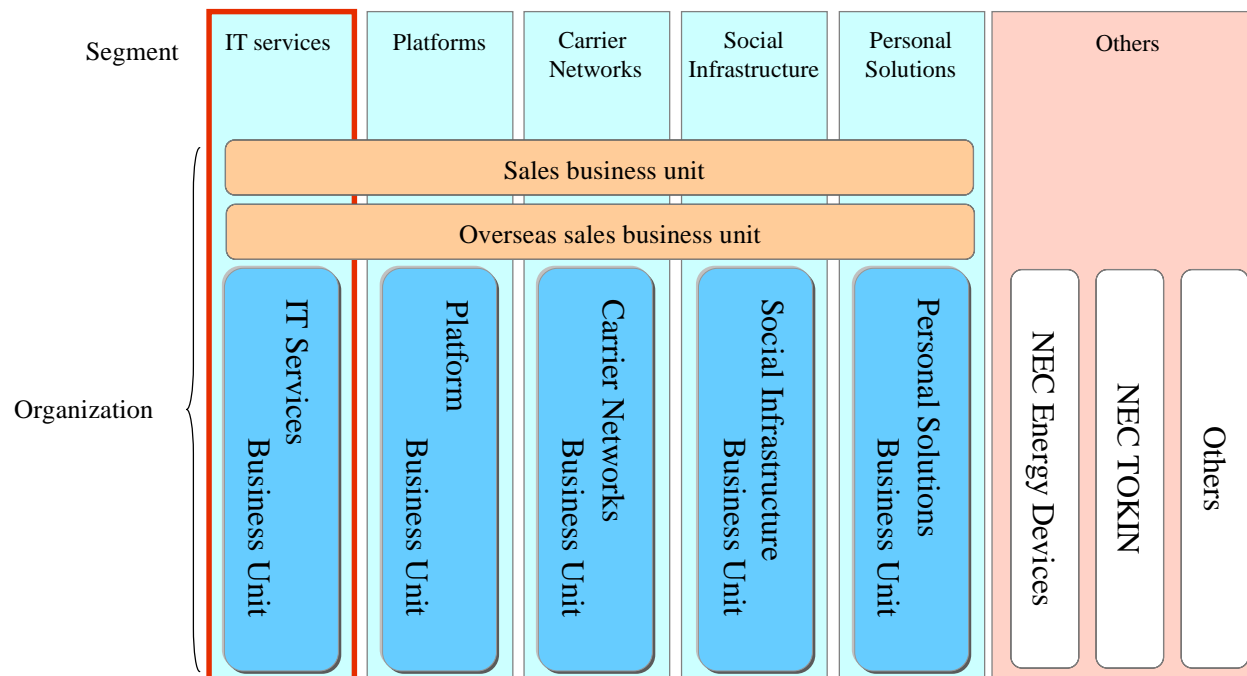 Segment
IT services
Platforms
Carrier
Networks
Social
Infrastructure
Personal
Solutions
Others
Sales business unit
Overseas sales business unit
Organization
IT Services
Business Unit
Platform
Business Unit
Carrier Networks
Business Unit
Social Infrastructure
Business Unit
Personal Solutions
Business Unit
NEC Energy Devices
NEC TOKIN
Others